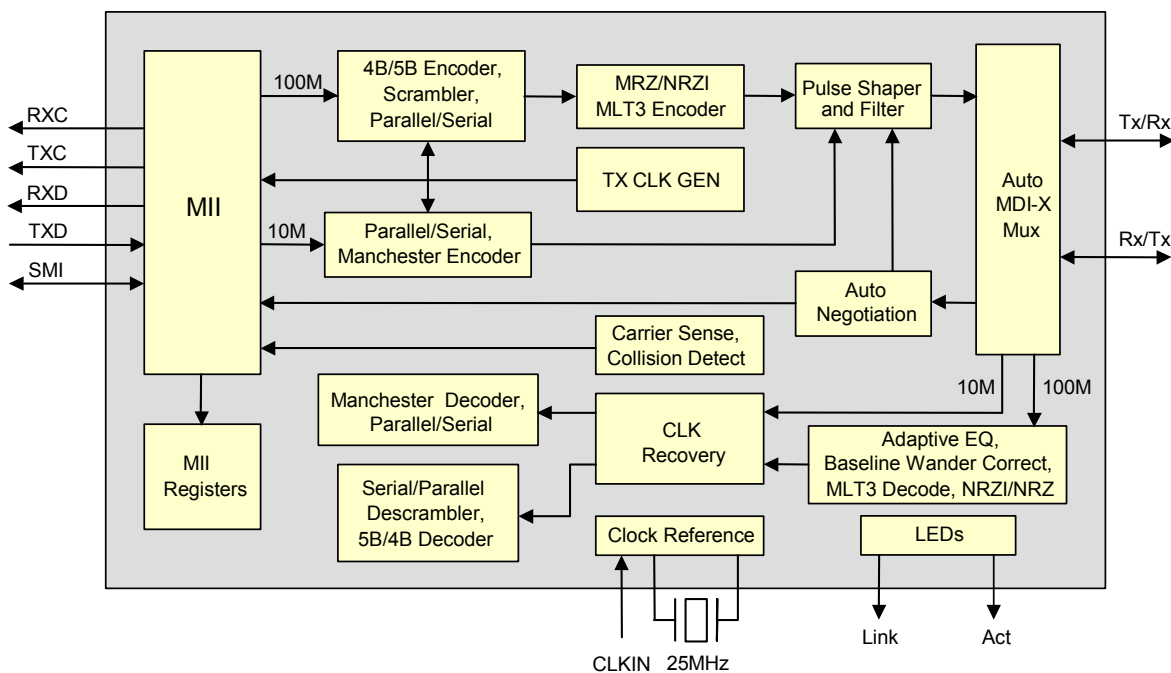 RXC
TXC
RXD
TXD
SMI
MII
100M
4B/5B Encoder,
Scrambler,
Parallel/Serial
MRZ/NRZI
MLT3 Encoder
Pulse Shaper
and Filter
TX CLK GEN
10M
Parallel/Serial,
Manchester Encoder
Auto
MDI-X
Mux
Tx/Rx
Rx/Tx
Auto
Negotiation
Carrier Sense,
Collision Detect
10M
100M
Manchester Decoder,
Parallel/Serial
CLK
Recovery
Adaptive EQ,
Baseline Wander Correct,
MLT3 Decode, NRZI/NRZ
MII
Registers
Serial/Parallel
Descrambler,
5B/4B Decoder
Clock Reference
LEDs
CLKIN
25MHz
Link
Act